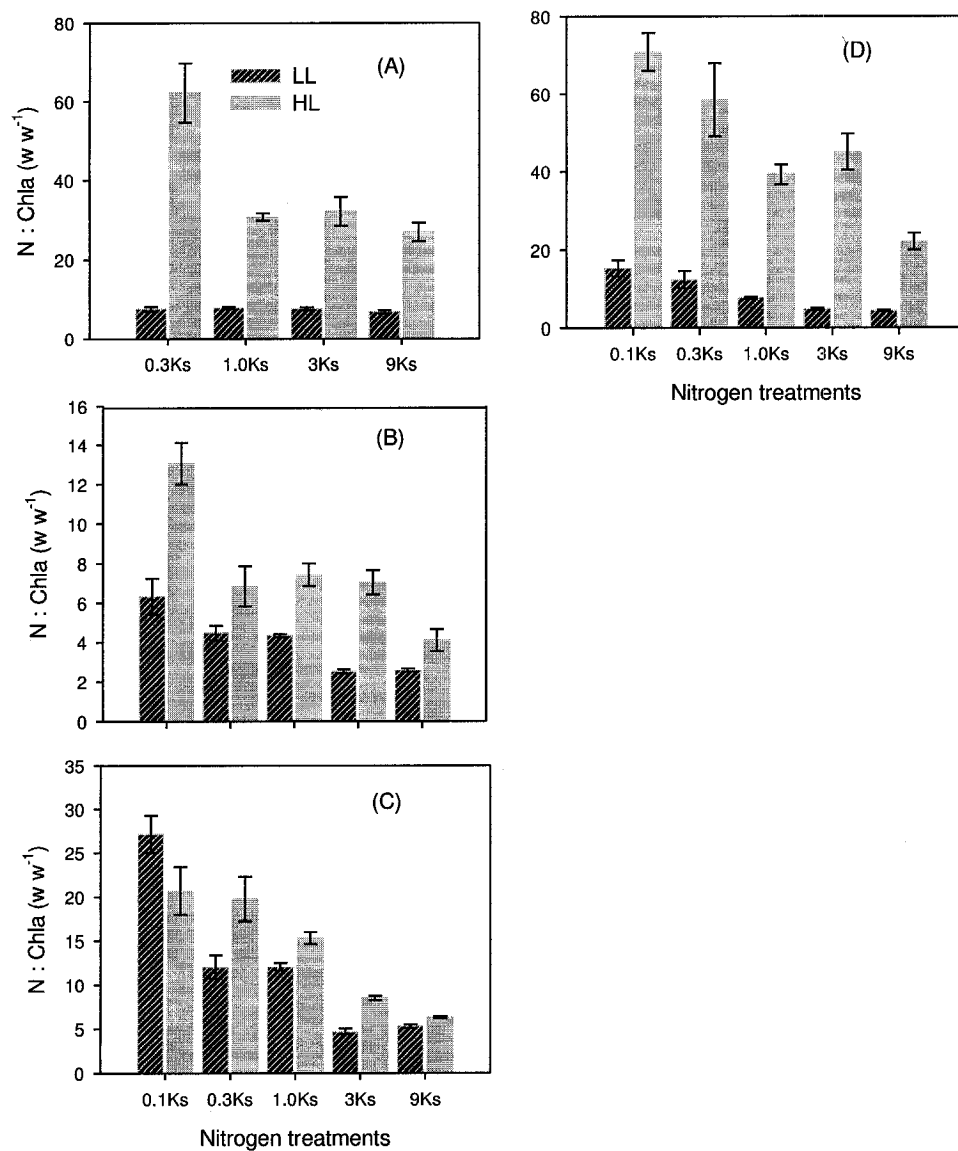 80
60
40
20
0
N : Chla (w w-1)
(A)
LL
HL
0.3Ks 1.0Ks 3Ks 9Ks
80
60
40
20
0
(D)
0.1Ks 0.3Ks 1.0Ks 3Ks 9Ks
Nitrogen treatments
16
14
12
10
8
6
4
2
0
N : Chla (w w-1)
(B)
35
30
25
20
15
10
5
0
N : Chla (w w-1)
(C)
0.1Ks 0.3Ks 1.0Ks 3Ks 9Ks
Nitrogen treatments